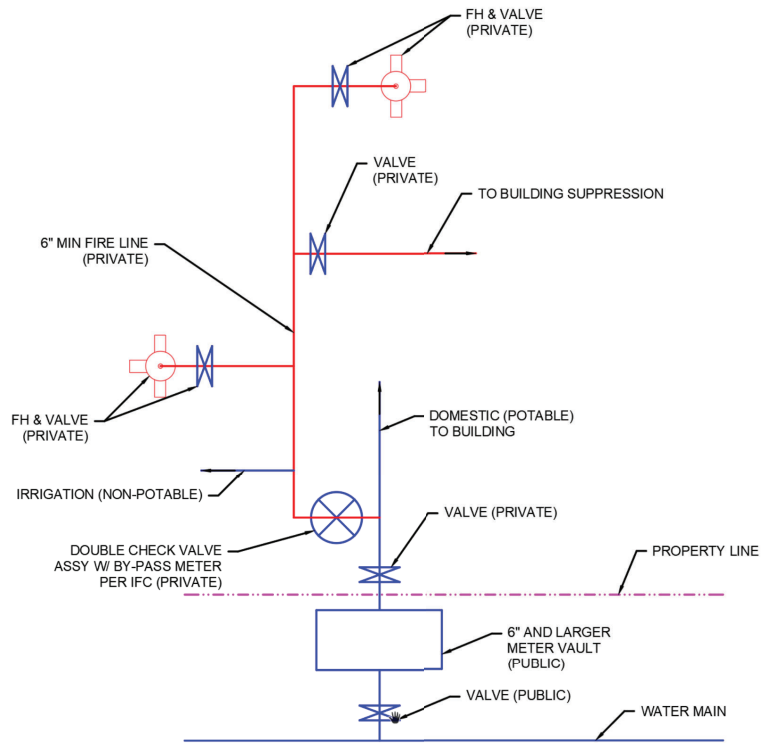 FH & VALVE
(PRIVATE)
VALVE
(PRIVATE)
TO BUILDING SUPPRESSION
6" MIN FIRE LINE
(PRIVATE)
FH & VALVE
(PRIVATE)
DOMESTIC (POTABLE)
TO BUILDING
IRRIGATION (NON-POTABLE)
VALVE (PRIVATE)
DOUBLE CHECK VALVE
ASSY W/ BY-PASS METER
PER IFC (PRIVATE)
PROPERTY LINE
6" AND LARGER
METER VAULT
(PUBLIC)
VALVE (PUBLIC)
WATER MAIN